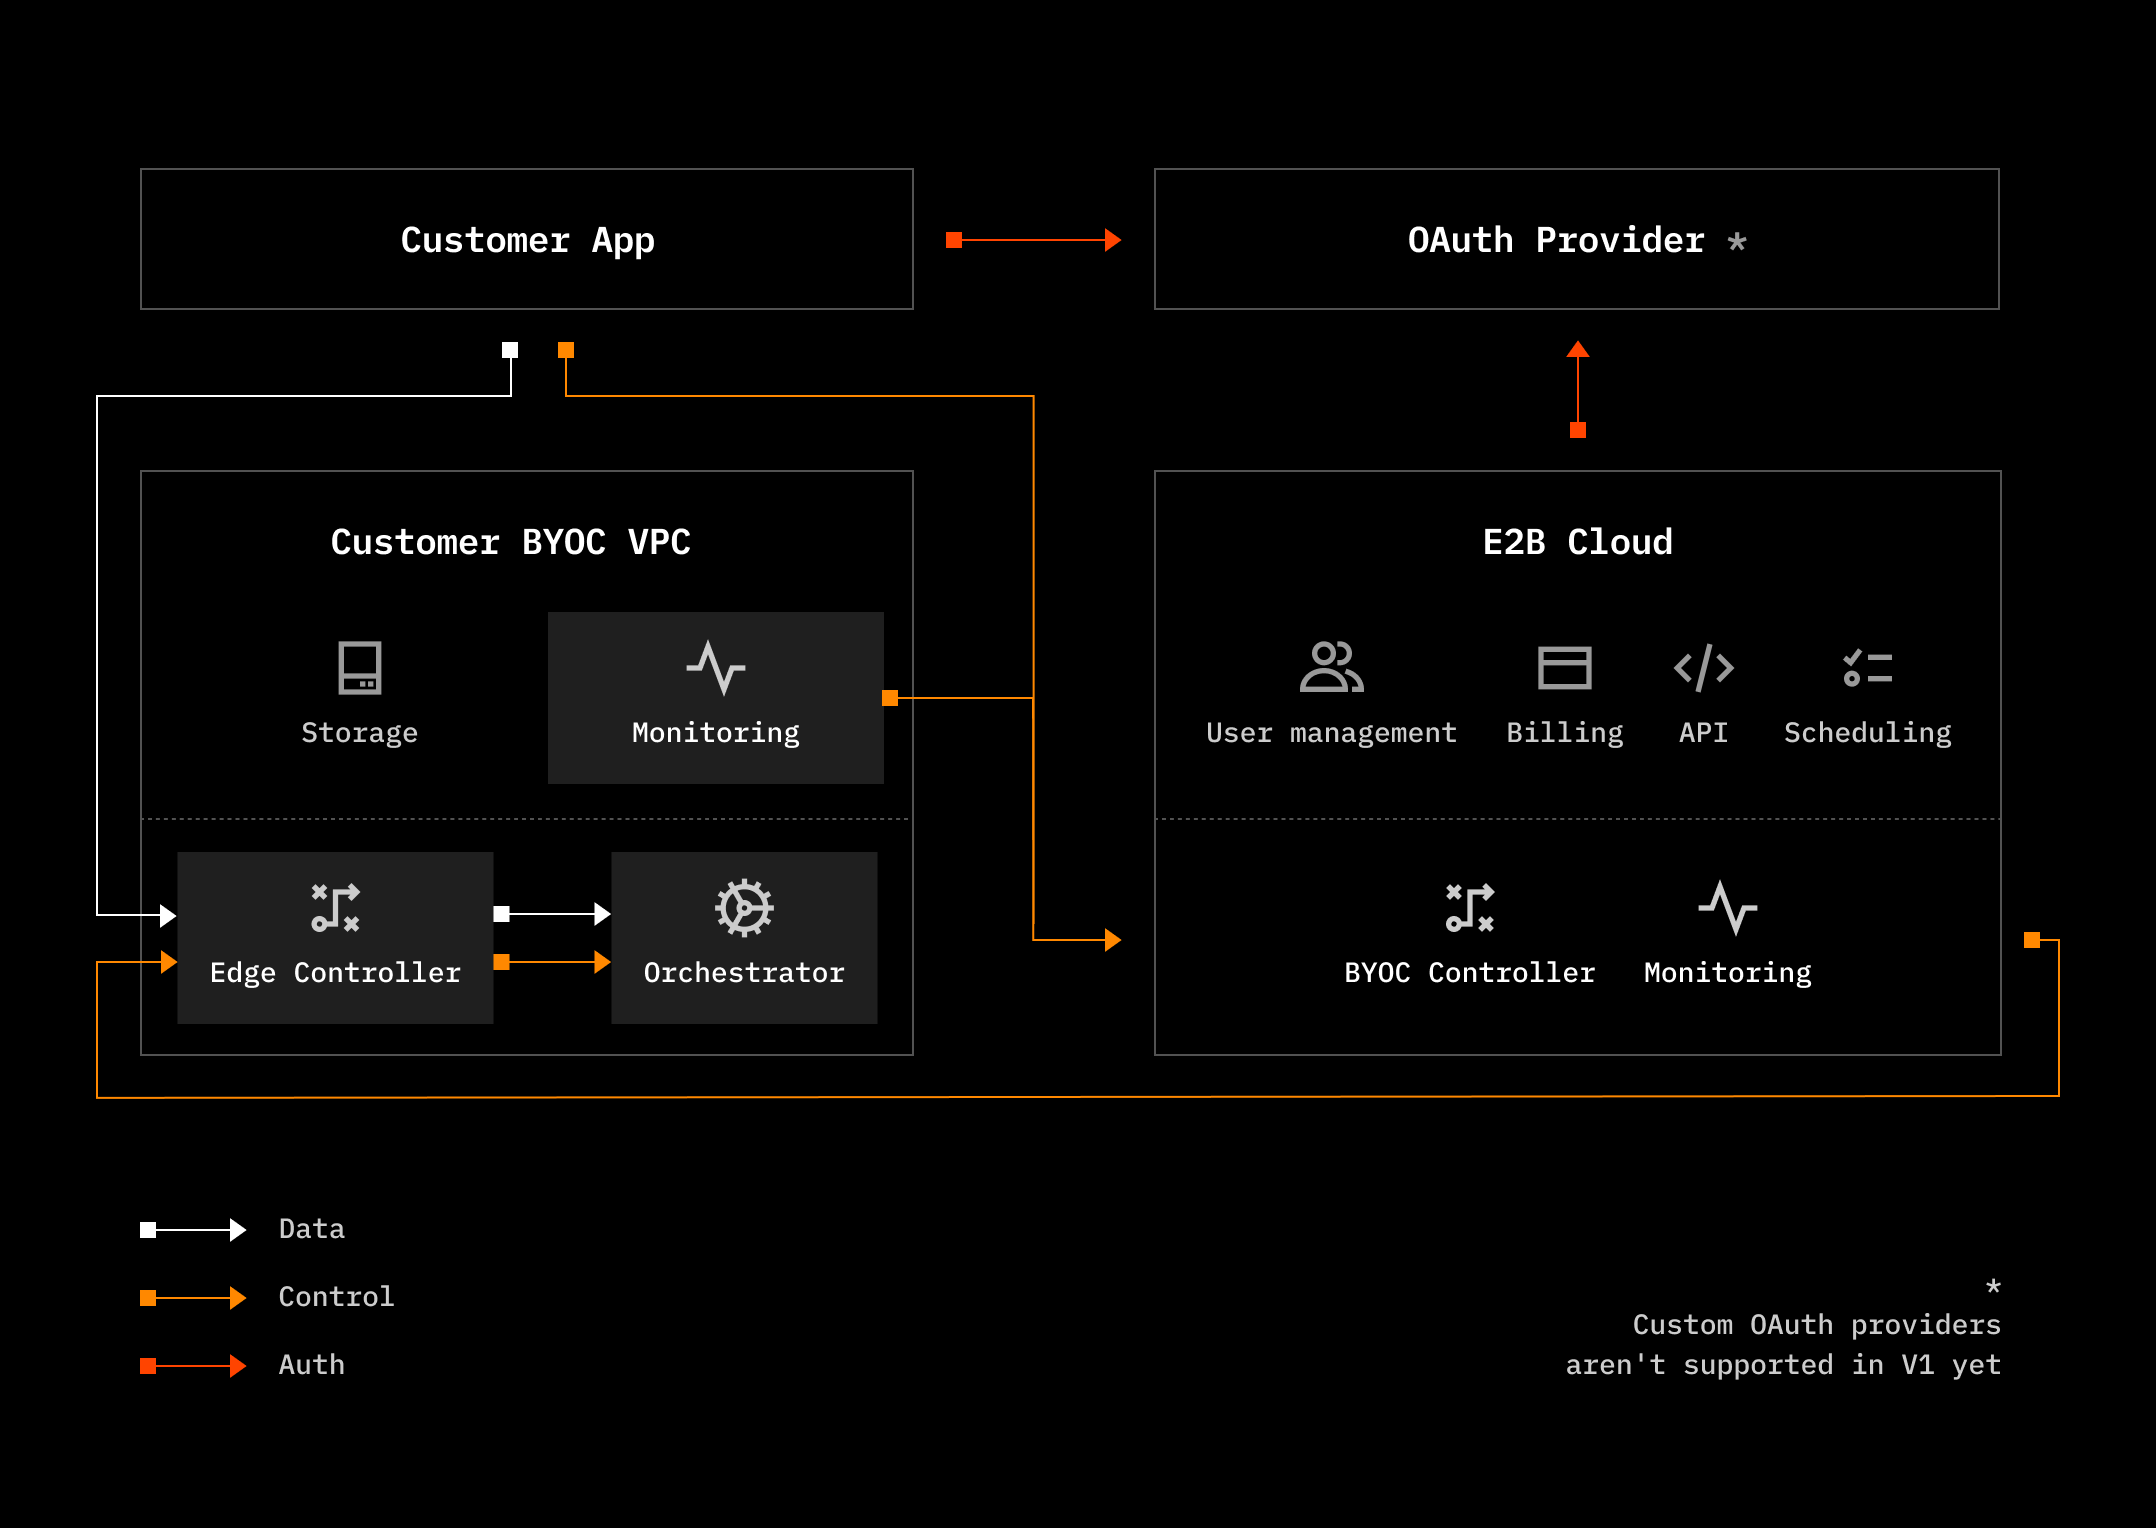 Customer App
OAuth Provider *
Customer BYOC VPC
Storage
Monitoring
Edge Controller
Orchestrator
E2B Cloud
User management
Billing
API
Scheduling
BYOC Controller
Monitoring
Data
Control
Auth
*
Custom OAuth providers
aren't supported in V1 yet